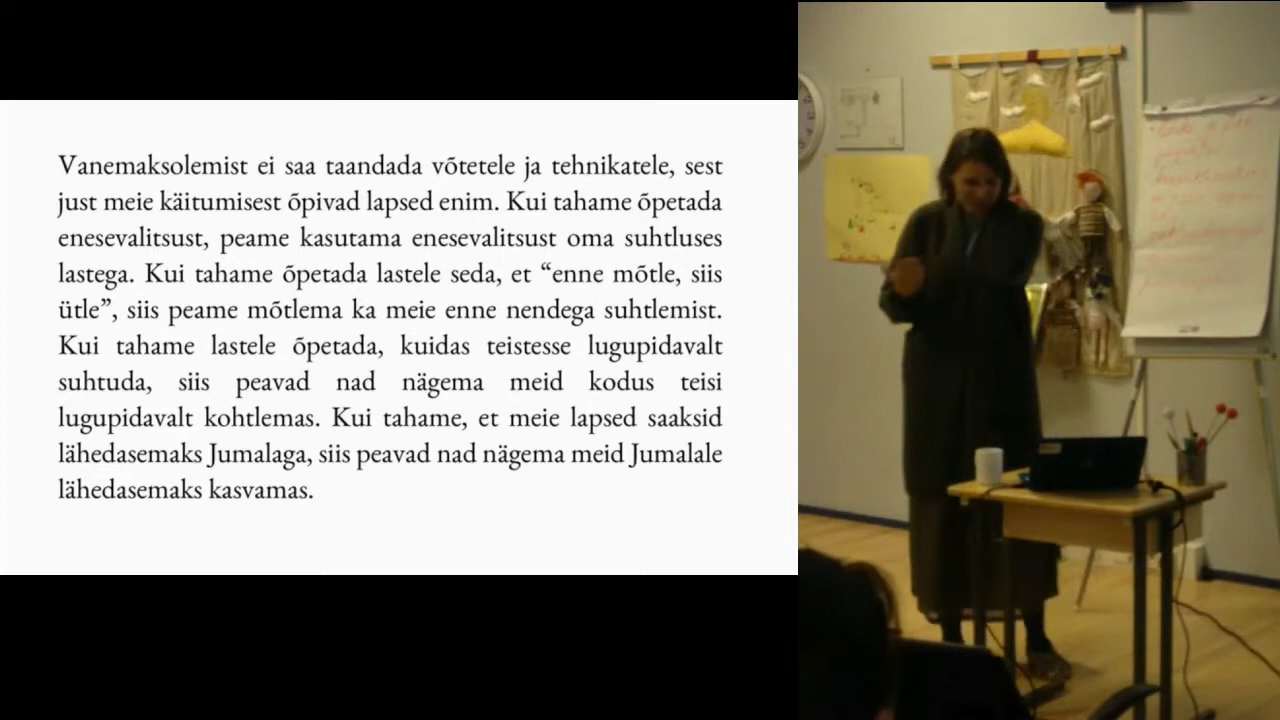 Vanemaksolemist ei saa taandada võtetele ja tehnikatele, sest
just meie käitumisest õpivad lapsed enim. Kui tahame õpetada
enesevalitsust, peame kasutama enesevalitsust oma suhtluses
lastega. Kui tahame õpetada lastele seda, et “enne mõtle, siis
ütle”, siis peame mõtlema ka meie enne nendega suhtlemist.
Kui tahame lastele õpetada, kuidas teistesse lugupidavalt
suhtuda, siis peavad nad nägema meid kodus teisi
lugupidavalt kohtlemas. Kui tahame, et meie lapsed saaksid
lähedasemaks Jumalaga, siis peavad nad nägema meid Jumalale
lähedasemaks kasvamas.